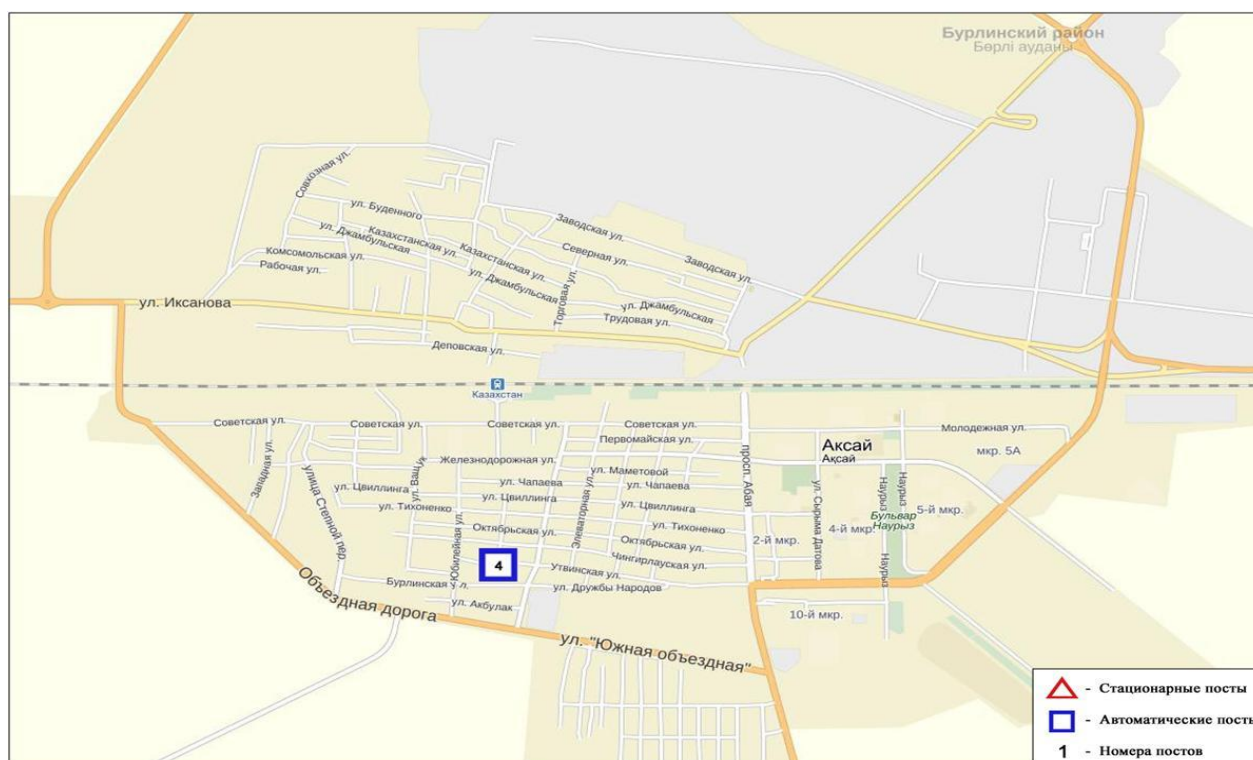 Бурлинский район
Бөрлі ауданы
Совхозная ул.
ул. Буденного
ул. Джамбульская
Казахстанская ул.
Казахстанская ул.
Комсомольская ул.
Рабочая ул.
Заводская ул.
Северная ул.
Заводская ул.
ул. Джамбульская
Торговая ул.
ул. Джамбульская
Трудовая ул.
ул. Иксанова
Деповская ул.
Казахстан
Советская ул.
Советская ул.
Советская ул.
Первомайская ул.
Молодежная ул.
мкр. 5А
Аксай
Ақсай
просп. Абая
Западная ул.
улица Степной пер.
ул. Ващук
Железнодорожная ул.
ул. Маметовой
ул. Чапаева
ул. Чапаева
ул. Цвиллинга
ул. Цвиллинга
ул. Цвиллинга
ул. Тихоненко
ул. Тихоненко
Элеваторная ул.
Юбилейная ул.
Октябрьская ул.
Октябрьская ул.
ул. Сырыма Датова
Наурыз
Наурыз
Бульвар
Наурыз
5-й мкр.
4-й мкр.
2-й мкр.
Чингирлауская ул.
Утвинская ул.
4
Наурыз
Бурлинская ул.
ул. Дружбы Народов
ул. Акбулак
10-й мкр.
Объездная дорога
ул. "Южная объездная"
- Стационарные посты
- Автоматические посты
1 - Номера постов